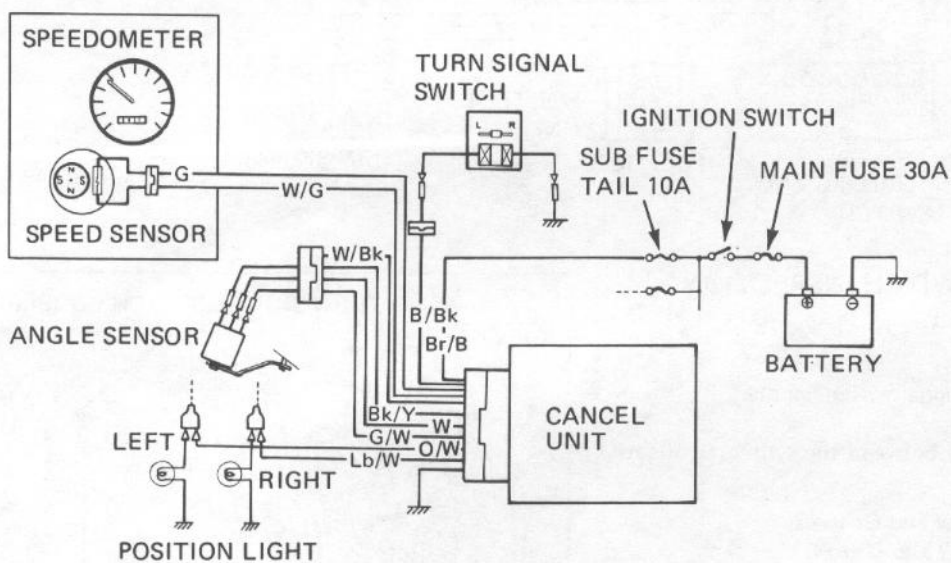 SPEEDOMETER
SPEED SENSOR
N
S S
N
G
W/G
TURN SIGNAL
SWITCH
L R
IGNITION SWITCH
SUB FUSE
TAIL 10A
MAIN FUSE 30A
BATTERY
W/Bk
ANGLE SENSOR
B/Bk
Br/B
Bk/Y
W
G/W
O/W
Lb/W
CANCEL
UNIT
LEFT
RIGHT
POSITION LIGHT